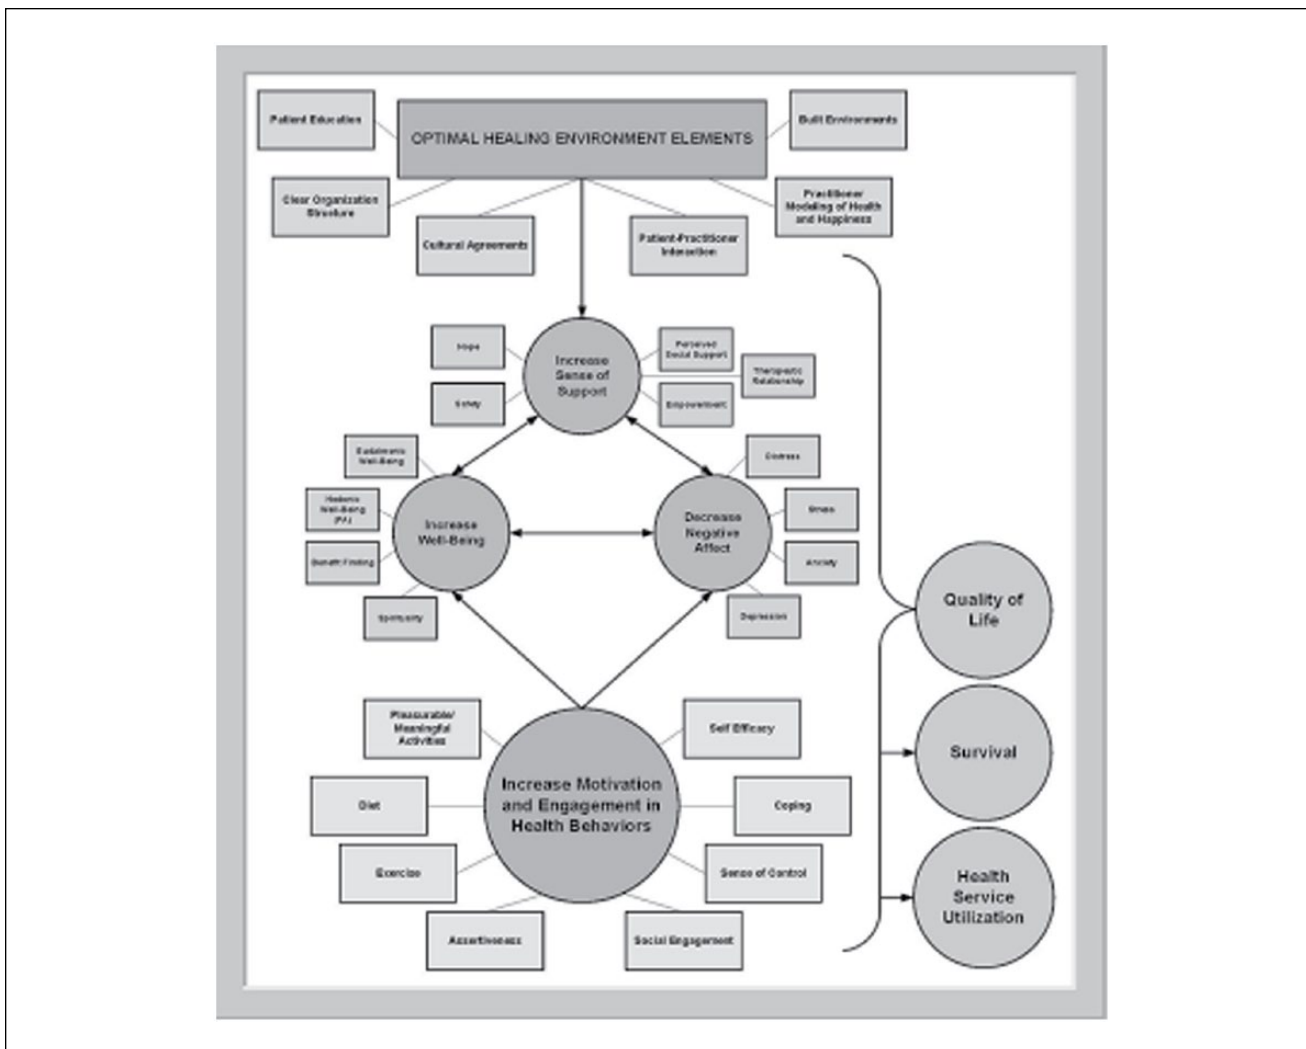 Patient Education
OPTIMAL HEALING ENVIRONMENT ELEMENTS
Built Environments
Clear Organization
Structure
Cultural Agreements
Patient-Practitioner
Interaction
Practitioner
Modeling of Health
and Happiness
Hope
Safety
Increase
Sense of
Support
Perceived
Social Support
Therapeutic
Relationship
Empowerment
Eudaimonic
Well-Being
Hedonic
Well-Being
(PA)
Benefit Finding
Spirituality
Increase
Well-Being
Decrease
Negative
Affect
Distress
Stress
Anxiety
Depression
Pleasurable/
Meaningful
Activities
Diet
Exercise
Assertiveness
Increase Motivation
and Engagement in
Health Behaviors
Self Efficacy
Coping
Sense of Control
Social Engagement
Quality of
Life
Survival
Health
Service
Utilization